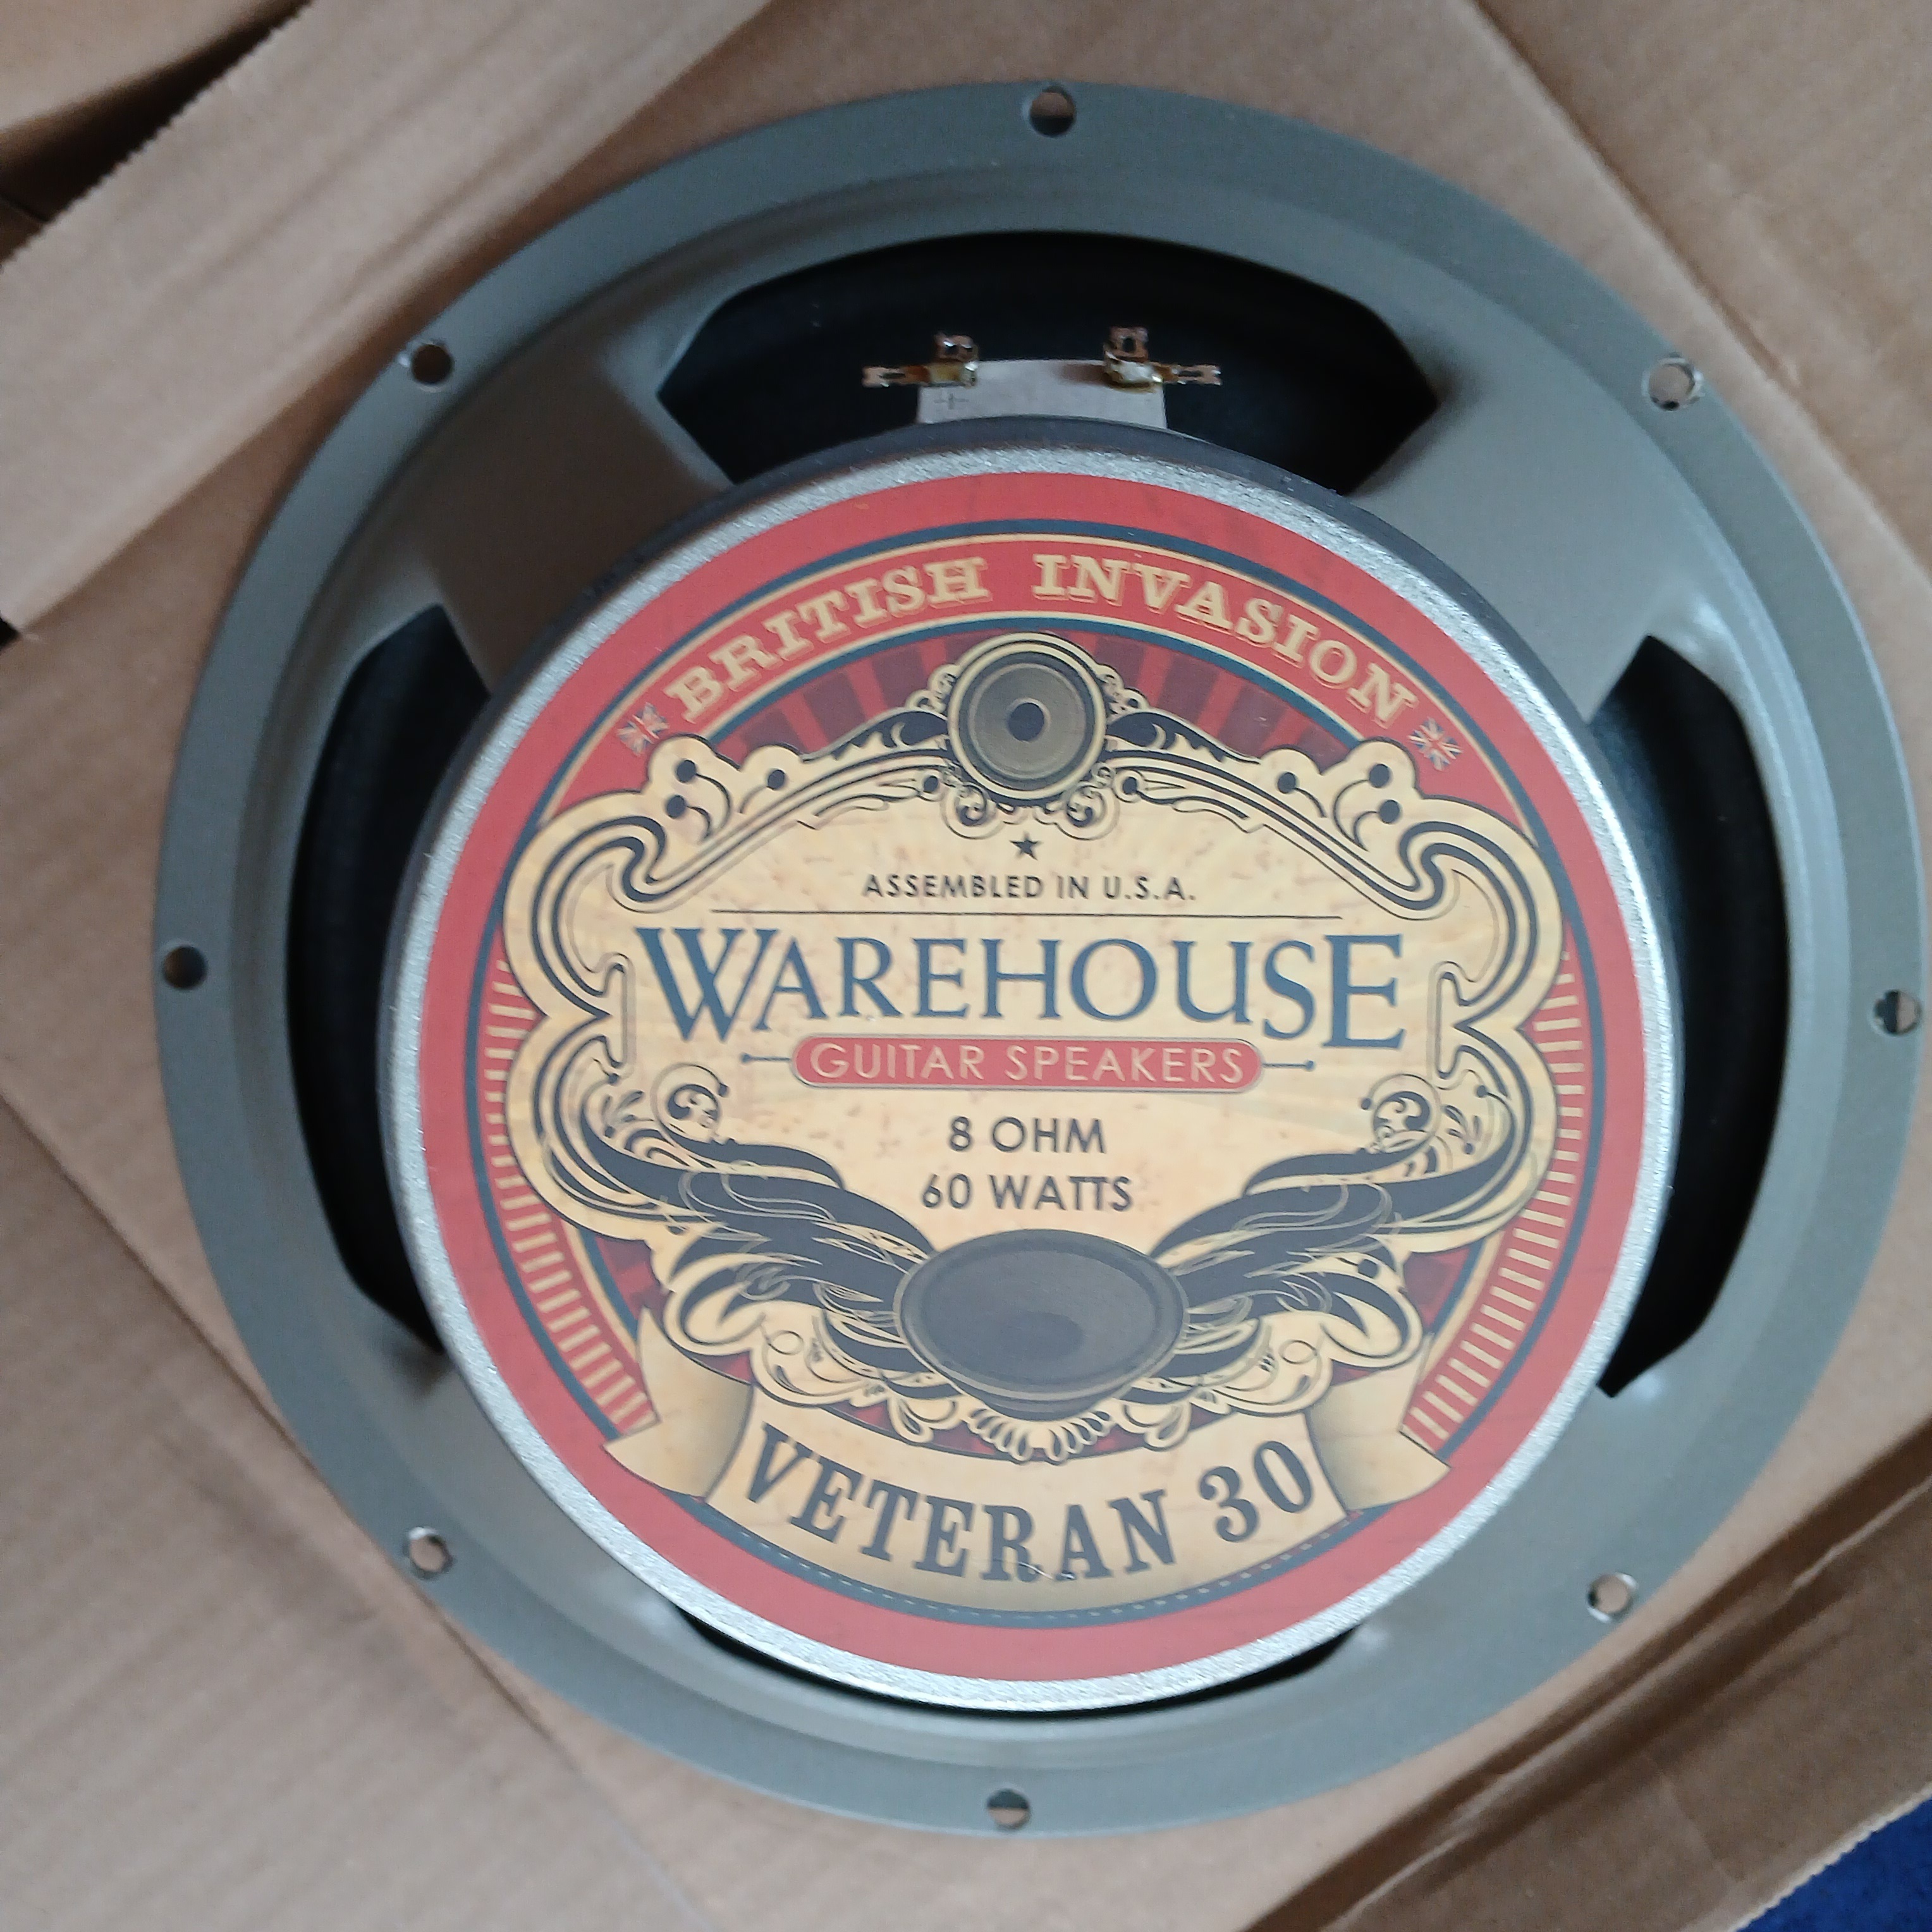 +
BRITISH INVASION
ASSEMBLED IN U.S.A.
WAREHOUSE
GUITAR SPEAKERS
8 OHM
60 WATTS
VETERAN 30